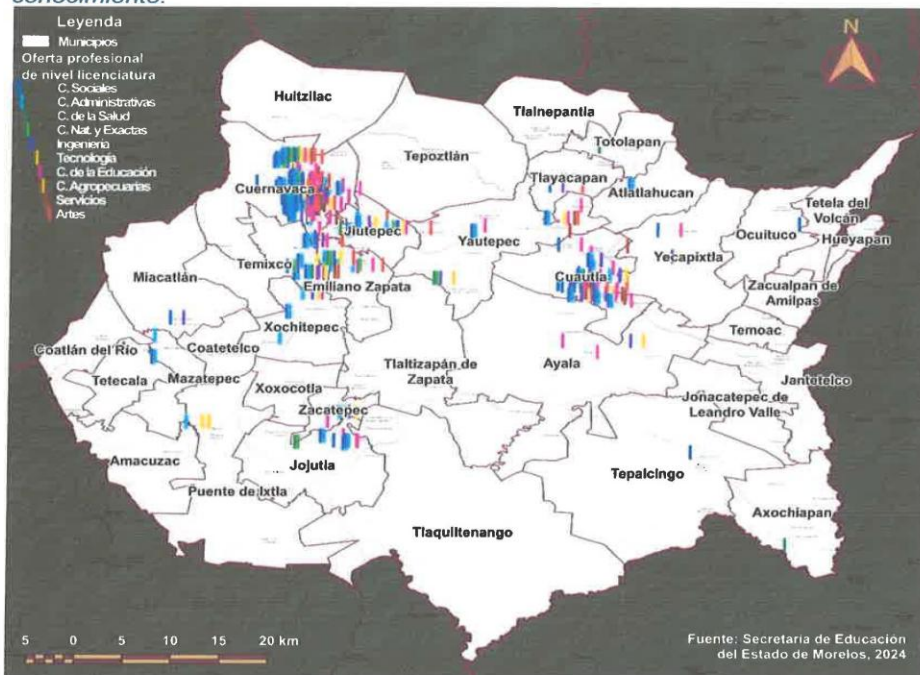 conocimiento.
Leyenda
Municipios
Oferta profesional
de nivel licenciatura
C. Sociales
C. Administrativas
C. de la Salud
C. Nat. y Exactas
Ingeniería
Tecnología
C. de la Educación
C. Agropecuarias
Servicios
Artes
N
Huitzilac
Tlalnepantla
Totolapan
Tepoztlán
Tlayacapan
Atlatlahucan
Cuernavaca
Tetela del
Volcán
Jiutepec
Yautepec
Ocuituco
Hueyapan
Yecapixtla
Temixco
Cuautla
Miacatlán
Emiliano Zapata
Zacualpan de
Amilpas
Xochitepec
Temoac
Coatlán del Río
Coatetelco
Tlaltizapán de
Zapata
Ayala
Jantetelco
Tetecala
Mazatepec
Xoxocotla
Jonacatepec de
Leandro Valle
Zacatepec
Amacuzac
Jojutla
Tepalcingo
Puente de Ixtla
Axochiapan
Tlaquiltenango
5 0 5 10 15 20 km
Fuente: Secretaria de Educación
del Estado de Morelos, 2024